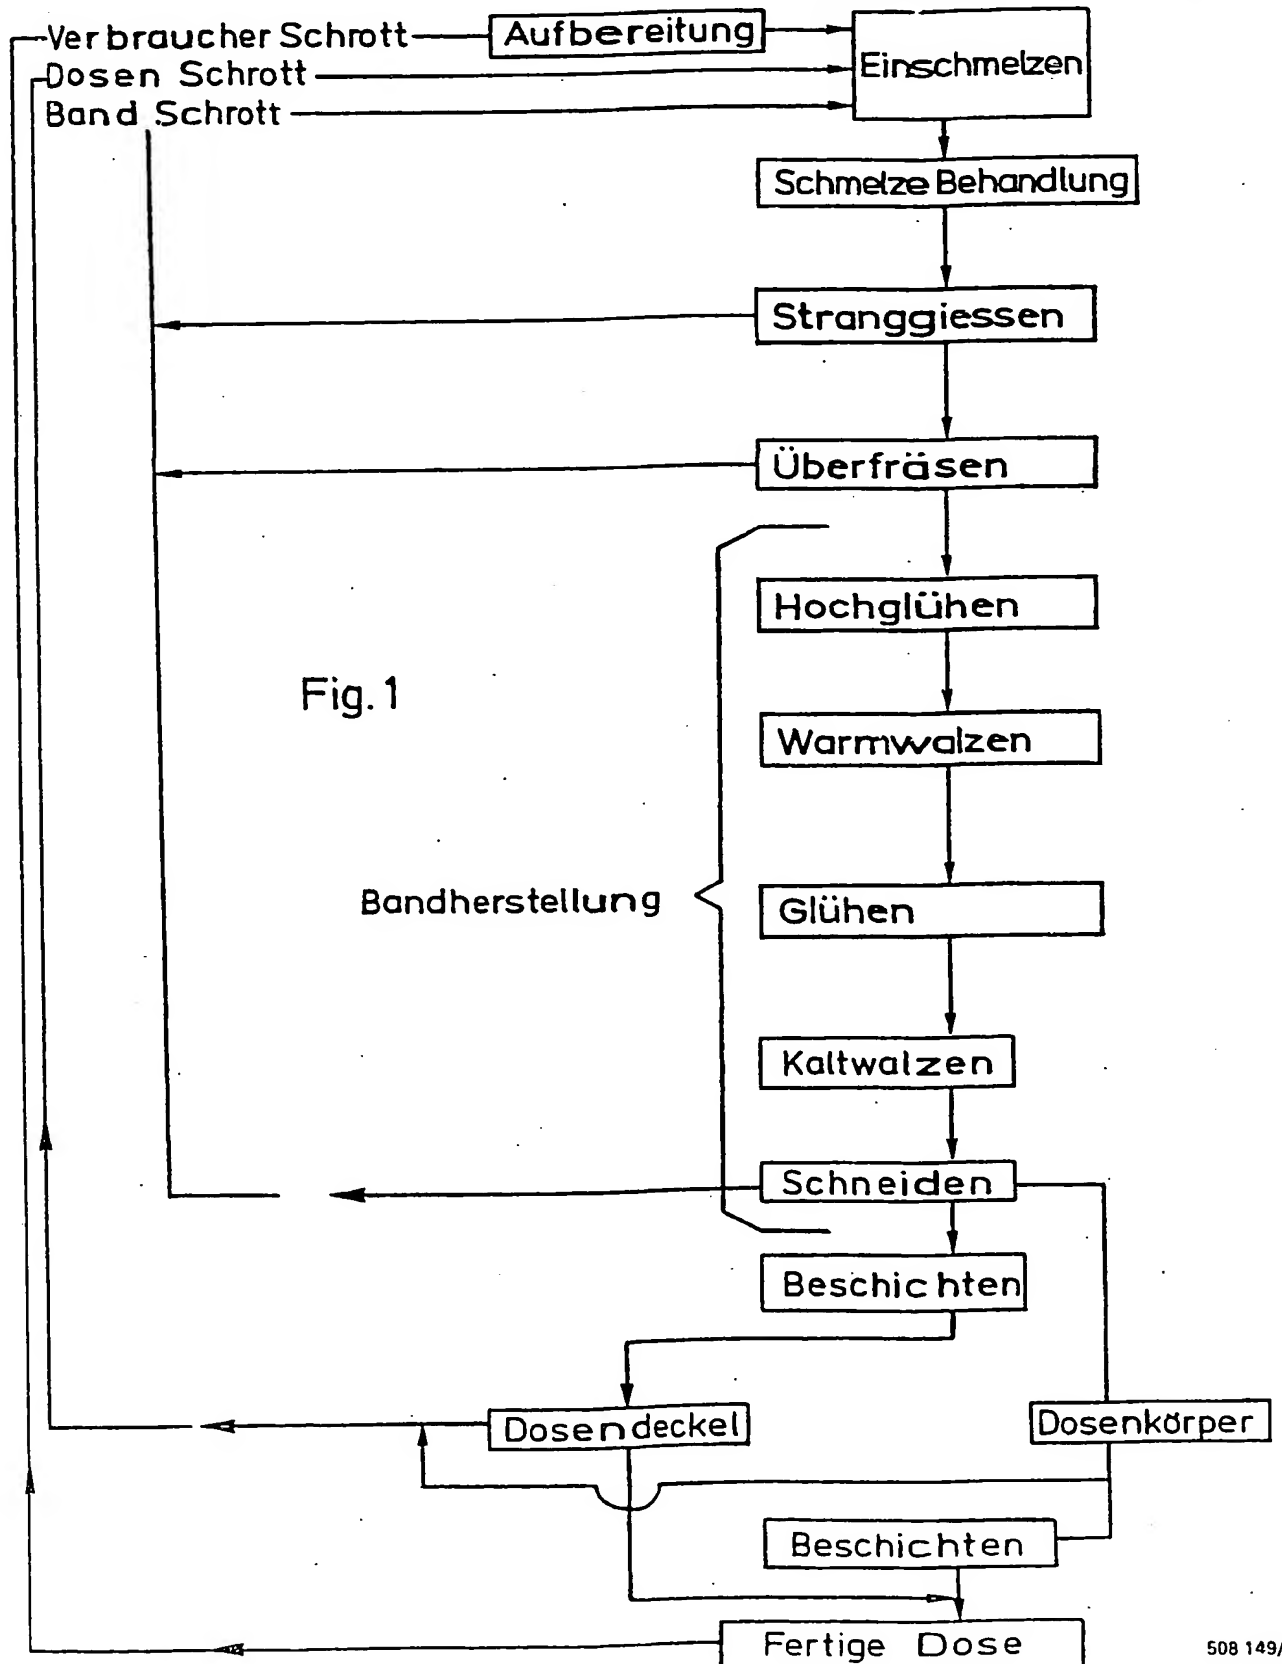 Verbraucher Schrott
Aufbereitung
Einschmelzen
Dosen Schrott
Band Schrott
Schmelze Behandlung
Stranggiessen
Überfräsen
Hochglühen
Fig. 1
Warmwalzen
Bandherstellung
Glühen
Kaltwalzen
Schneiden
Beschichten
Dosendeckel
Dosenkörper
Beschichten
Fertige Dose
508 149/